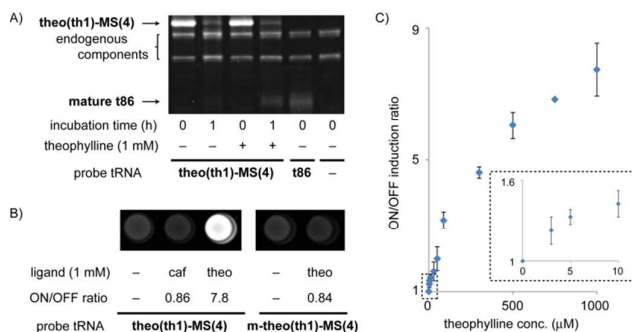 A)
theo(th1)-MS(4)
endogenous
components
mature t86
incubation time (h) 0 1 0 1 0 0
theophylline (1 mM) + +
probe tRNA theo(th1)-MS(4) t86 –
B)
ligand (1 mM) – caf theo – theo
ON/OFF ratio 0.86 7.8 0.84
probe tRNA theo(th1)-MS(4) m-theo(th1)-MS(4)
C)
ON/OFF induction ratio
9
5
1
0 500 1000
theophylline conc. (μM)
1.6
1
0 5 10